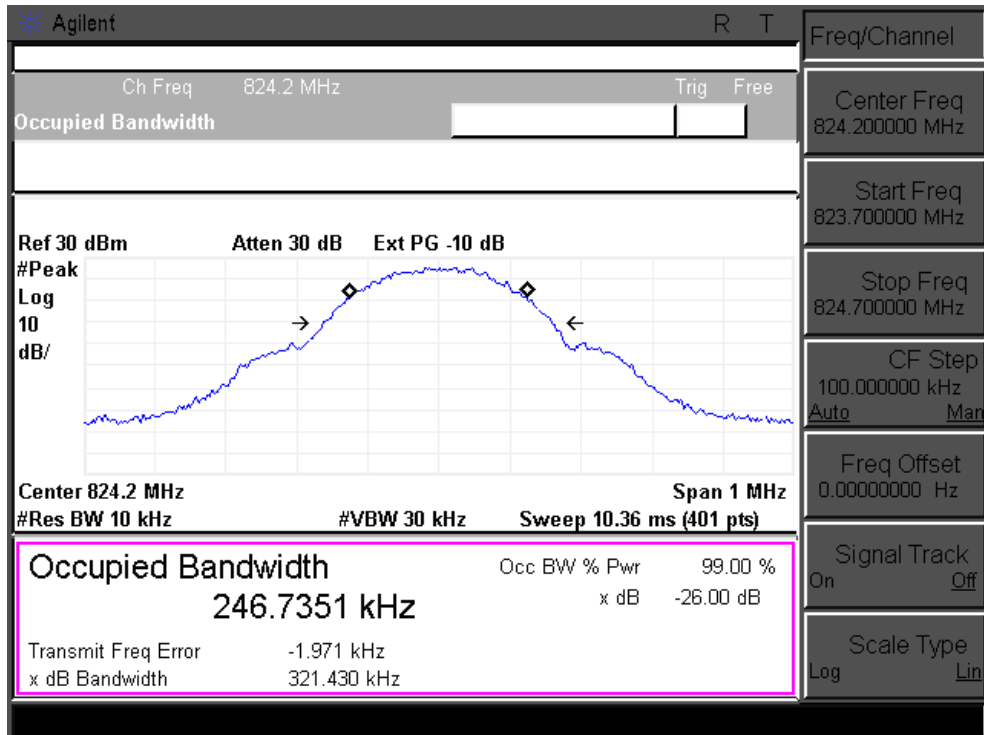 Agilent R T
Freq/Channel
Ch Freq 824.2 MHz Trig Free
Occupied Bandwidth
Center Freq
824.200000 MHz
Start Freq
823.700000 MHz
Ref 30 dBm Atten 30 dB Ext PG -10 dB
#Peak
Log
10
dB/
Stop Freq
824.700000 MHz
CF Step
100.000000 kHz
Auto Man
Freq Offset
0.00000000 Hz
Center 824.2 MHz Span 1 MHz
#Res BW 10 kHz #VBW 30 kHz Sweep 10.36 ms (401 pts)
Occupied Bandwidth Occ BW % Pwr 99.00 %
246.7351 kHz x dB -26.00 dB
Transmit Freq Error -1.971 kHz
x dB Bandwidth 321.430 kHz
Signal Track
On Off
Scale Type
Log Lin